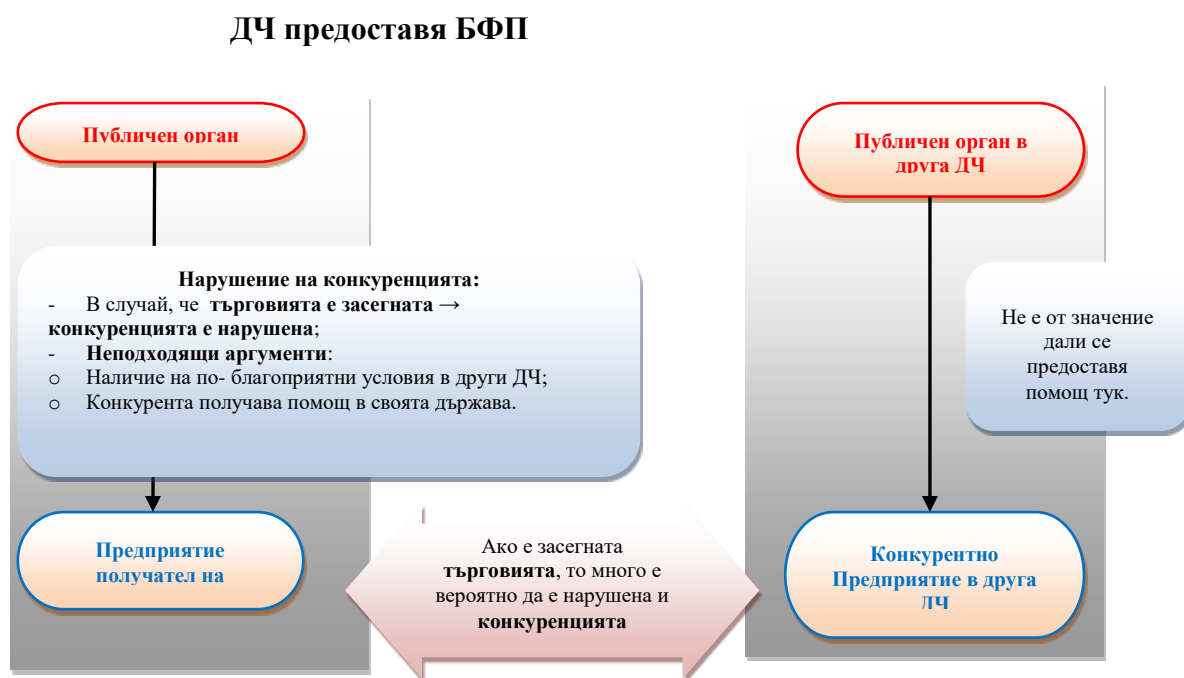 ДЧ предоставя БФП
Публичен орган
Публичен орган в
друга ДЧ
Нарушение на конкуренцията:
- В случай, че търговията е засегната →
конкуренцията е нарушена;
- Неподходящи аргументи:
o Наличие на по- благоприятни условия в други ДЧ;
o Конкурента получава помощ в своята държава.
Не е от значение
дали се
предоставя
помощ тук.
Предприятие
получател на
Ако е засегната
търговията, то много е
вероятно да е нарушена и
конкуренцията
Конкурентно
Предприятие в друга
ДЧ